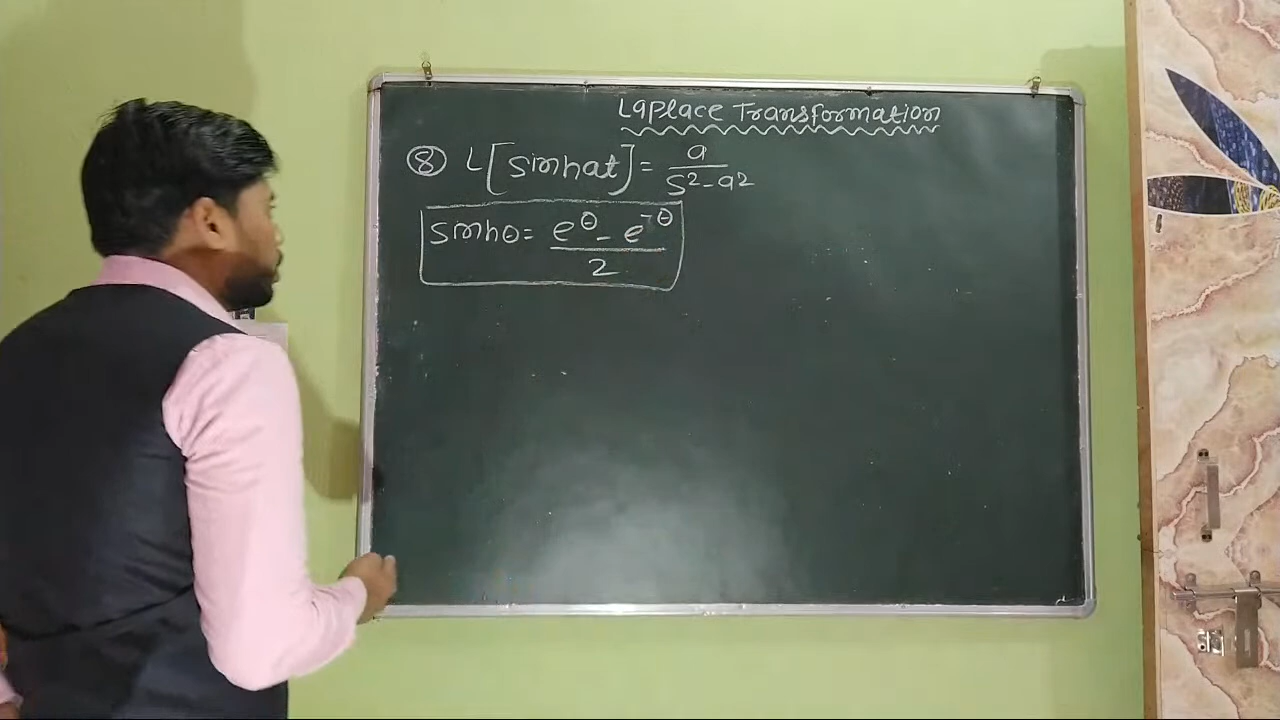 Laplace Transformation
⑧ L[sinhat] = a/(s²-a²)
sinhθ = (e^θ - e^-θ)/2